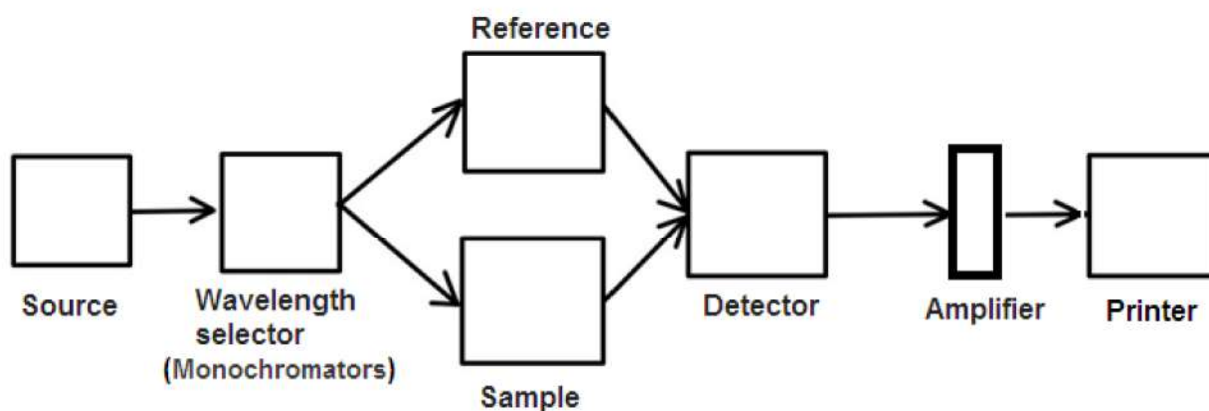 Reference
Source
Wavelength
selector
(Monochromators)
Sample
Detector
Amplifier
Printer